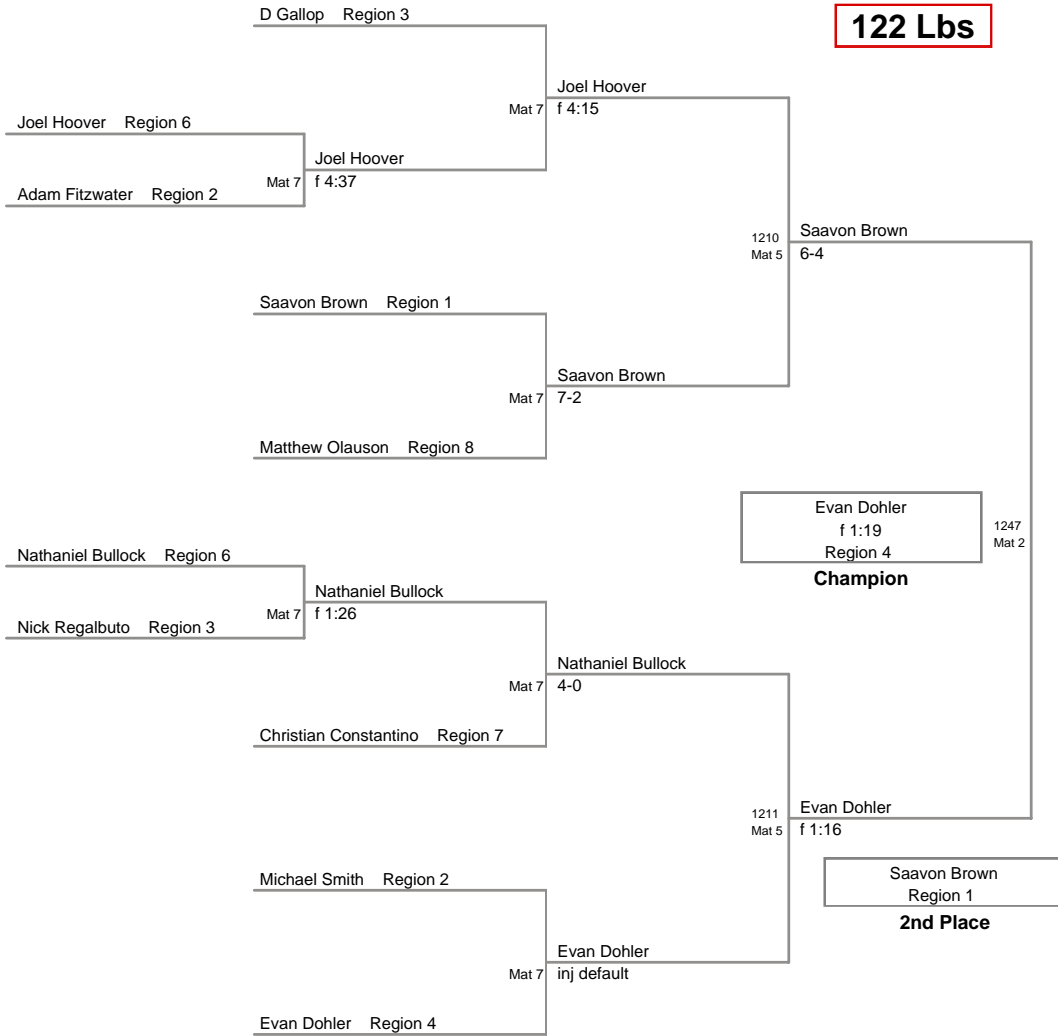 D Gallop Region 3
122 Lbs
Joel Hoover
Mat 7 f 4:15
Joel Hoover Region 6
Joel Hoover
Mat 7 f 4:37
Adam Fitzwater Region 2
1210 Saavon Brown
Mat 5 6-4
Saavon Brown Region 1
Saavon Brown
Mat 7 7-2
Matthew Olauson Region 8
Evan Dohler
f 1:19
Region 4
Champion
1247
Mat 2
Nathaniel Bullock Region 6
Nathaniel Bullock
Mat 7 f 1:26
Nick Regalbuto Region 3
Nathaniel Bullock
Mat 7 4-0
Christian Constantino Region 7
1211 Evan Dohler
Mat 5 f 1:16
Michael Smith Region 2
Saavon Brown
Region 1
2nd Place
Evan Dohler
Mat 7 inj default
Evan Dohler Region 4